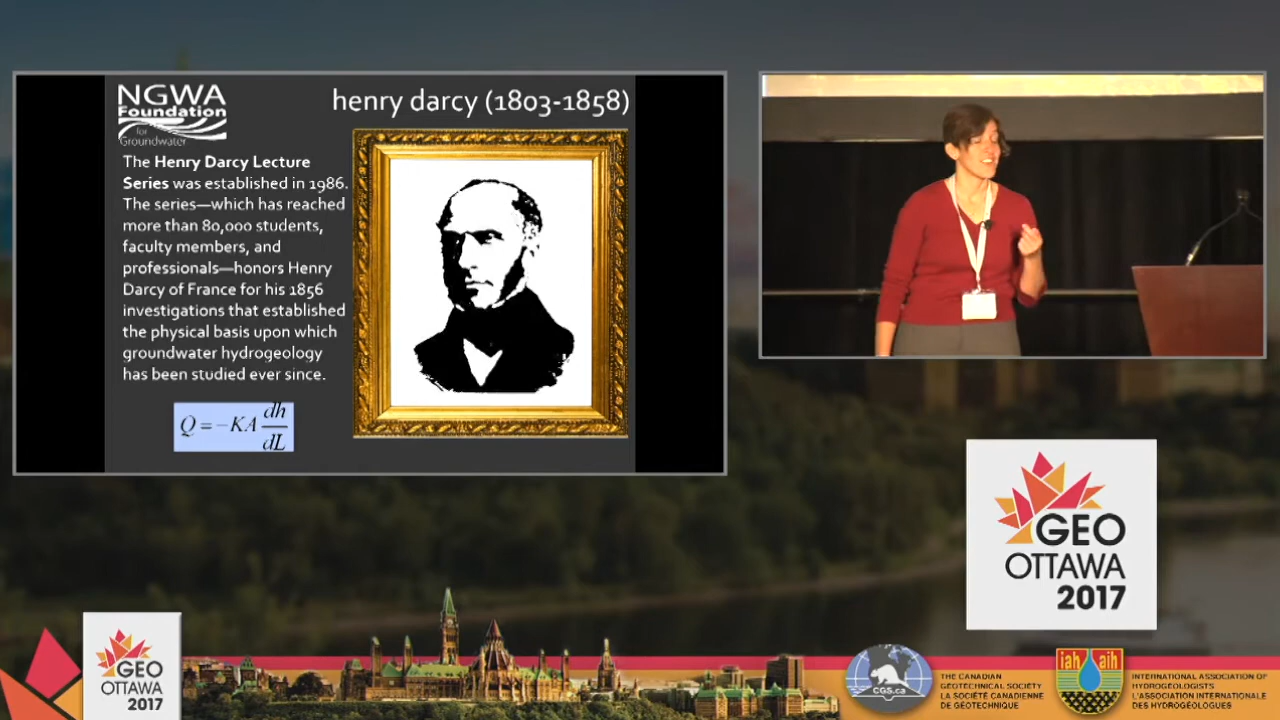 NGWA
Foundation
for
Groundwater
henry darcy (1803-1858)
The Henry Darcy Lecture
Series was established in 1986.
The series—which has reached
more than 80,000 students,
faculty members, and
professionals—honors Henry
Darcy of France for his 1856
investigations that established
the physical basis upon which
groundwater hydrogeology
has been studied ever since.
Q = -KA dh/dL
GEO
OTTAWA
2017
GEO
OTTAWA
2017
CGS.ca
THE CANADIAN
GEOTECHNICAL SOCIETY
LA SOCIÉTÉ CANADIENNE
DE GÉOTECHNIQUE
iah aih
INTERNATIONAL ASSOCIATION OF
HYDROGEOLOGISTS
L'ASSOCIATION INTERNATIONALE
DES HYDROGÉOLOGUES